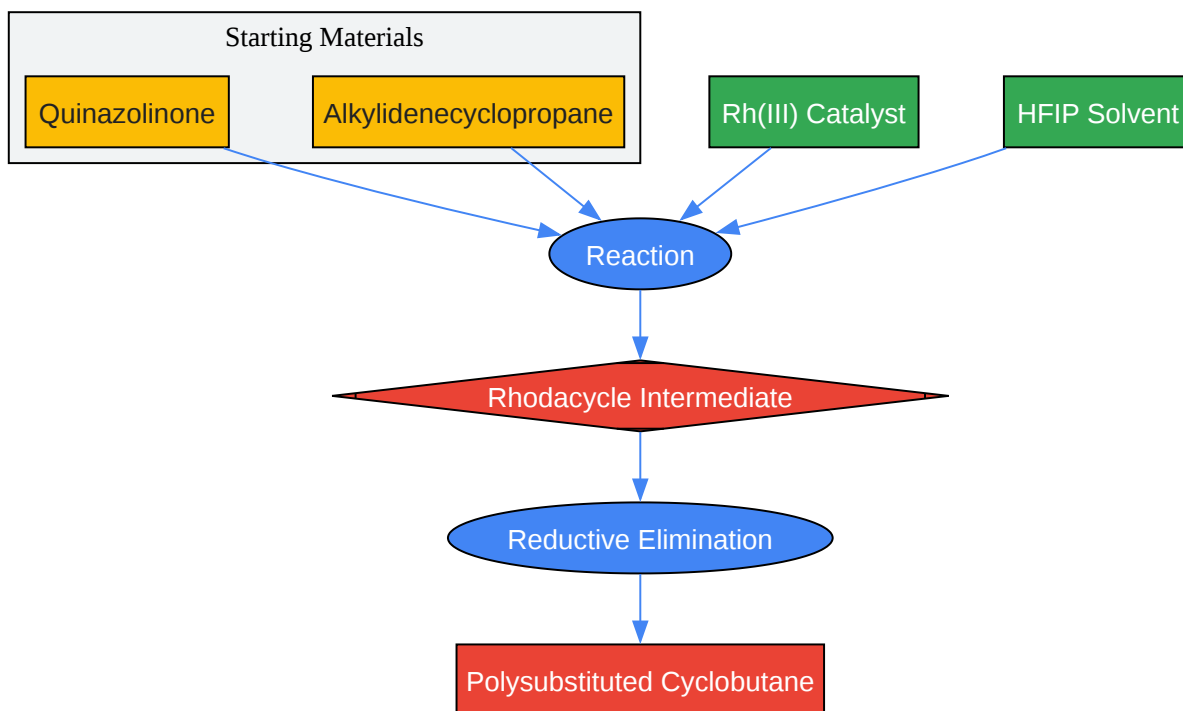 Starting Materials
Quinazolinone
Alkylidenecyclopropane
Rh(III) Catalyst
HFIP Solvent
Reaction
Rhodacycle Intermediate
Reductive Elimination
Polysubstituted Cyclobutane